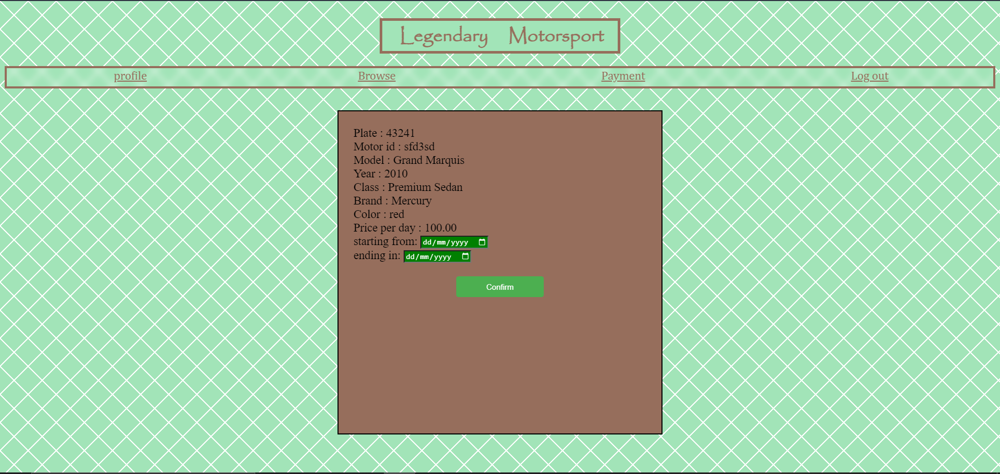 Legendary Motorsport
profile Browse Payment Log out
Plate : 43241
Motor id : sfd3sd
Model : Grand Marquis
Year : 2010
Class : Premium Sedan
Brand : Mercury
Color : red
Price per day : 100.00
starting from: dd/mm/yyyy
ending in: dd/mm/yyyy
Confirm